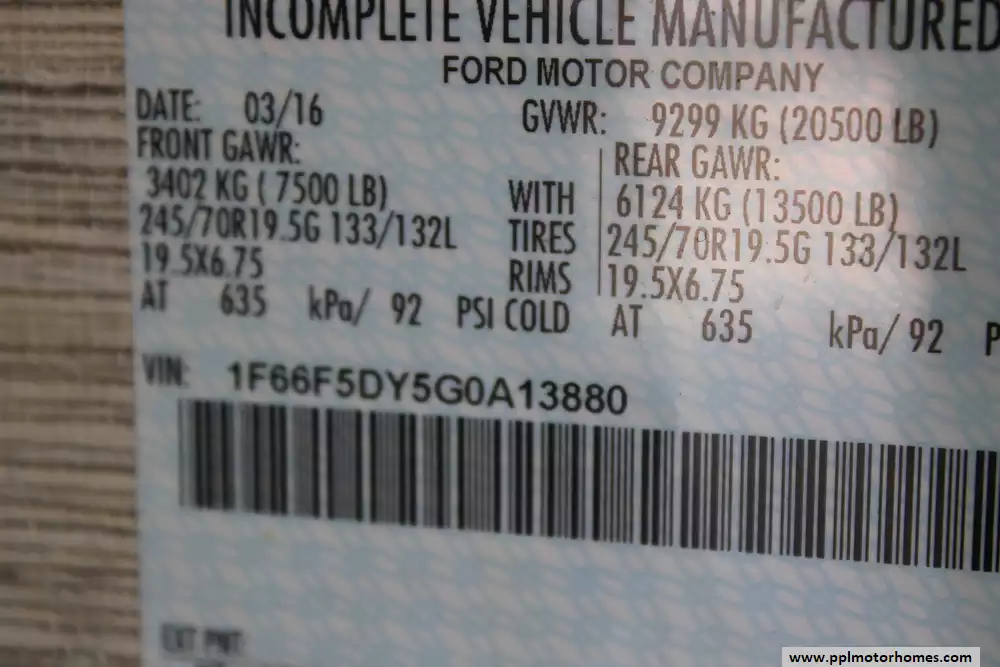 INCOMPLETE VEHICLE MANUFACTURED
FORD MOTOR COMPANY
DATE: 03/16 GVWR: 9299 KG (20500 LB)
FRONT GAWR: REAR GAWR:
3402 KG ( 7500 LB) WITH 6124 KG (13500 LB)
245/70R19.5G 133/132L TIRES 245/70R19.5G 133/132L
19.5X6.75 RIMS 19.5X6.75
AT 635 kPa/ 92 PSI COLD AT 635 kPa/ 92 P
VIN: 1F66F5DY5G0A13880
EXT PNT:
www.pplmotorhomes.com